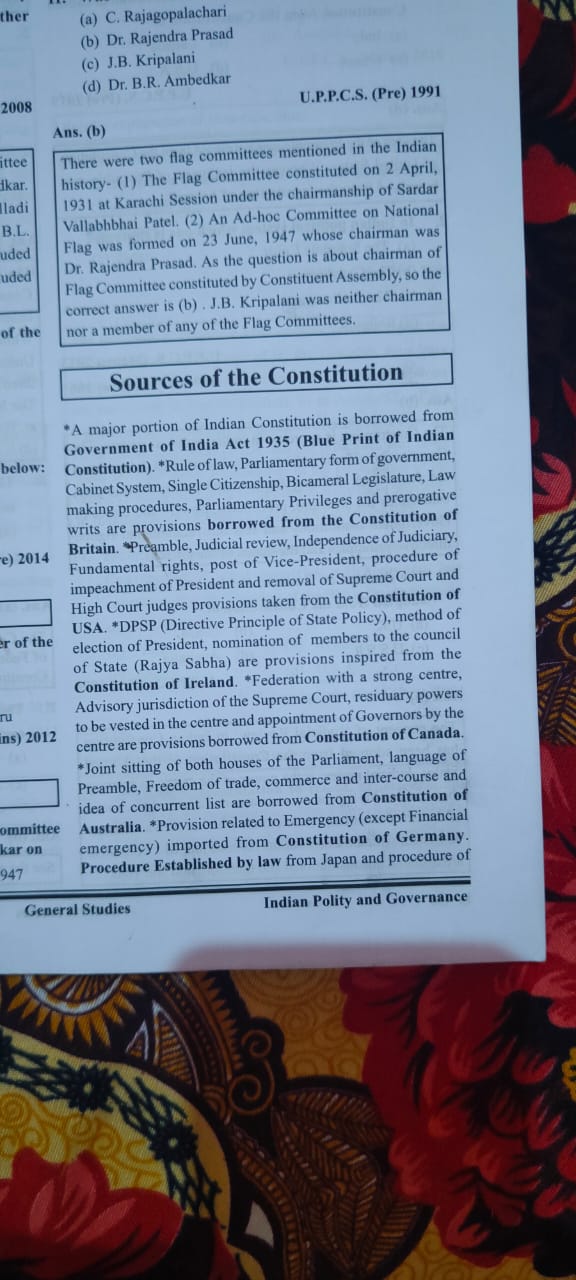 ther
2008
ittee
dkar.
lladi
B.L.
uded
uded
of the
below:
re) 2014
er of the
ru
ins) 2012
ommittee
kar on
947
(a) C. Rajagopalachari
(b) Dr. Rajendra Prasad
(c) J.B. Kripalani
(d) Dr. B.R. Ambedkar
U.P.P.C.S. (Pre) 1991
Ans. (b)
There were two flag committees mentioned in the Indian
history- (1) The Flag Committee constituted on 2 April,
1931 at Karachi Session under the chairmanship of Sardar
Vallabhbhai Patel. (2) An Ad-hoc Committee on National
Flag was formed on 23 June, 1947 whose chairman was
Dr. Rajendra Prasad. As the question is about chairman of
Flag Committee constituted by Constituent Assembly, so the
correct answer is (b) . J.B. Kripalani was neither chairman
nor a member of any of the Flag Committees.
Sources of the Constitution
*A major portion of Indian Constitution is borrowed from
Government of India Act 1935 (Blue Print of Indian
Constitution). *Rule of law, Parliamentary form of government,
Cabinet System, Single Citizenship, Bicameral Legislature, Law
making procedures, Parliamentary Privileges and prerogative
writs are provisions borrowed from the Constitution of
Britain. *Preamble, Judicial review, Independence of Judiciary,
Fundamental rights, post of Vice-President, procedure of
impeachment of President and removal of Supreme Court and
High Court judges provisions taken from the Constitution of
USA. *DPSP (Directive Principle of State Policy), method of
election of President, nomination of members to the council
of State (Rajya Sabha) are provisions inspired from the
Constitution of Ireland. *Federation with a strong centre,
Advisory jurisdiction of the Supreme Court, residuary powers
to be vested in the centre and appointment of Governors by the
centre are provisions borrowed from Constitution of Canada.
*Joint sitting of both houses of the Parliament, language of
Preamble, Freedom of trade, commerce and inter-course and
idea of concurrent list are borrowed from Constitution of
Australia. *Provision related to Emergency (except Financial
emergency) imported from Constitution of Germany.
Procedure Established by law from Japan and procedure of
General Studies
Indian Polity and Governance